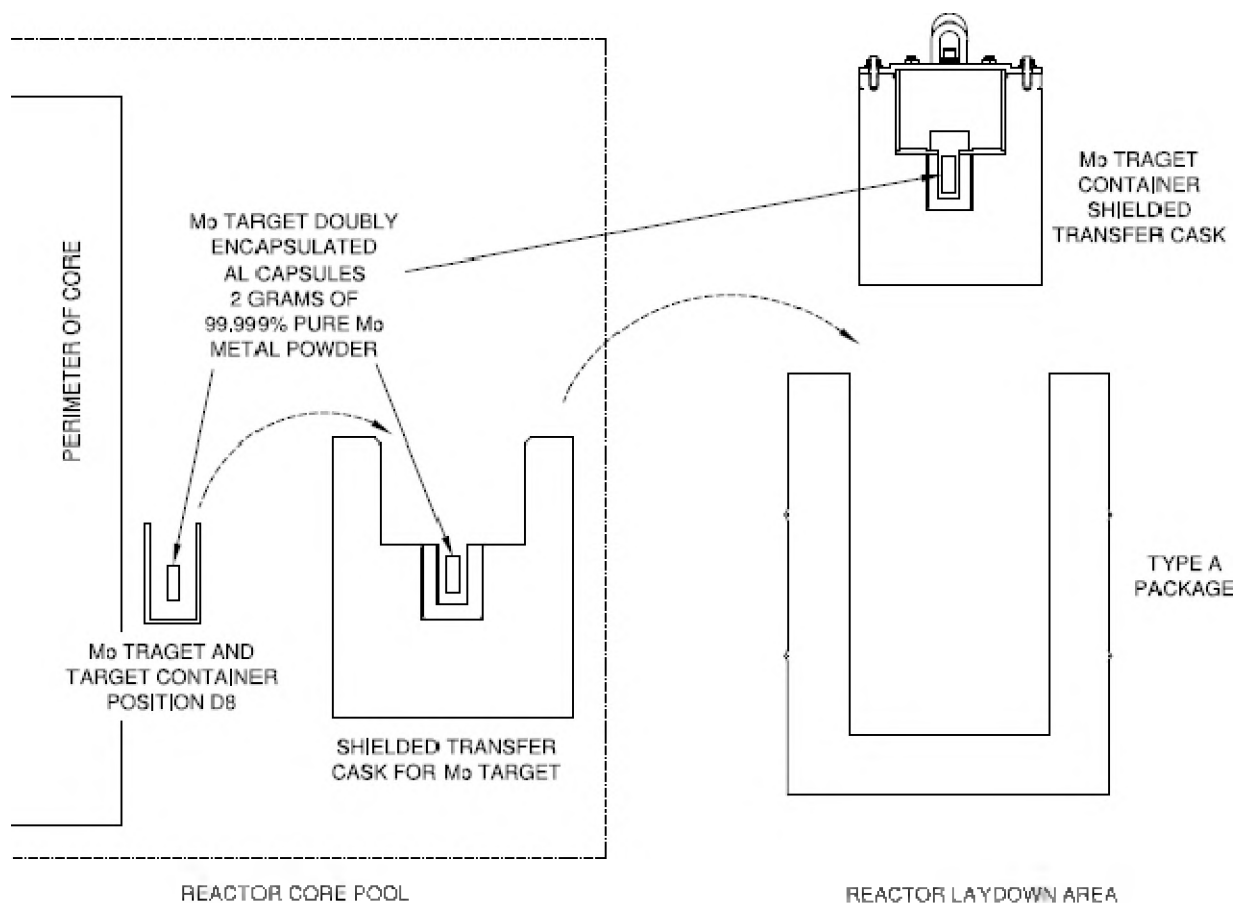 Mo TRAGET
CONTAINER
SHIELDED
TRANSFER CASK
Mo TARGET DOUBLY
ENCAPSULATED
AL CAPSULES
2 GRAMS OF
99.999% PURE Mo
METAL POWDER
PERIMETER OF CORE
TYPE A
PACKAGE
Mo TRAGET AND
TARGET CONTAINER
POSITION D8
SHIELDED TRANSFER
CASK FOR Mo TARGET
REACTOR CORE POOL
REACTOR LAYDOWN AREA